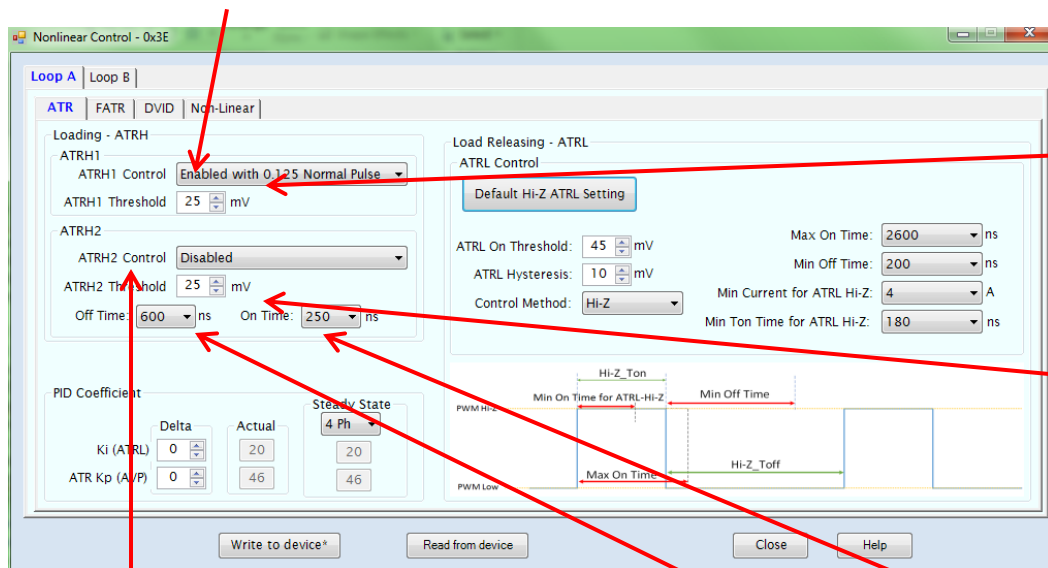 Nonlinear Control - 0x3E
Loop A
Loop B
ATR
FATR
DVID
Non-Linear
Loading - ATRH
ATRH1
ATRH1 Control
Enabled with 0.125 Normal Pulse
ATRH1 Threshold
25
mV
ATRH2
ATRH2 Control
Disabled
ATRH2 Threshold
25
mV
Off Time:
600
ns
On Time:
250
ns
PID Coefficient
Delta
Actual
Steady State
4 Ph
Ki (ATRL)
0
20
20
ATR Kp (AVP)
0
46
46
Load Releasing - ATRL
ATRL Control
Default Hi-Z ATRL Setting
ATRL On Threshold:
45
mV
ATRL Hysteresis:
10
mV
Control Method:
Hi-Z
Max On Time:
2600
ns
Min Off Time:
200
ns
Min Current for ATRL Hi-Z:
4
A
Min Ton Time for ATRL Hi-Z:
180
ns
Hi-Z_Ton
Min On Time for ATRL-Hi-Z
Min Off Time
PWM Hi-Z
Hi-Z_Toff
Max On Time
PWM Low
Write to device*
Read from device
Close
Help